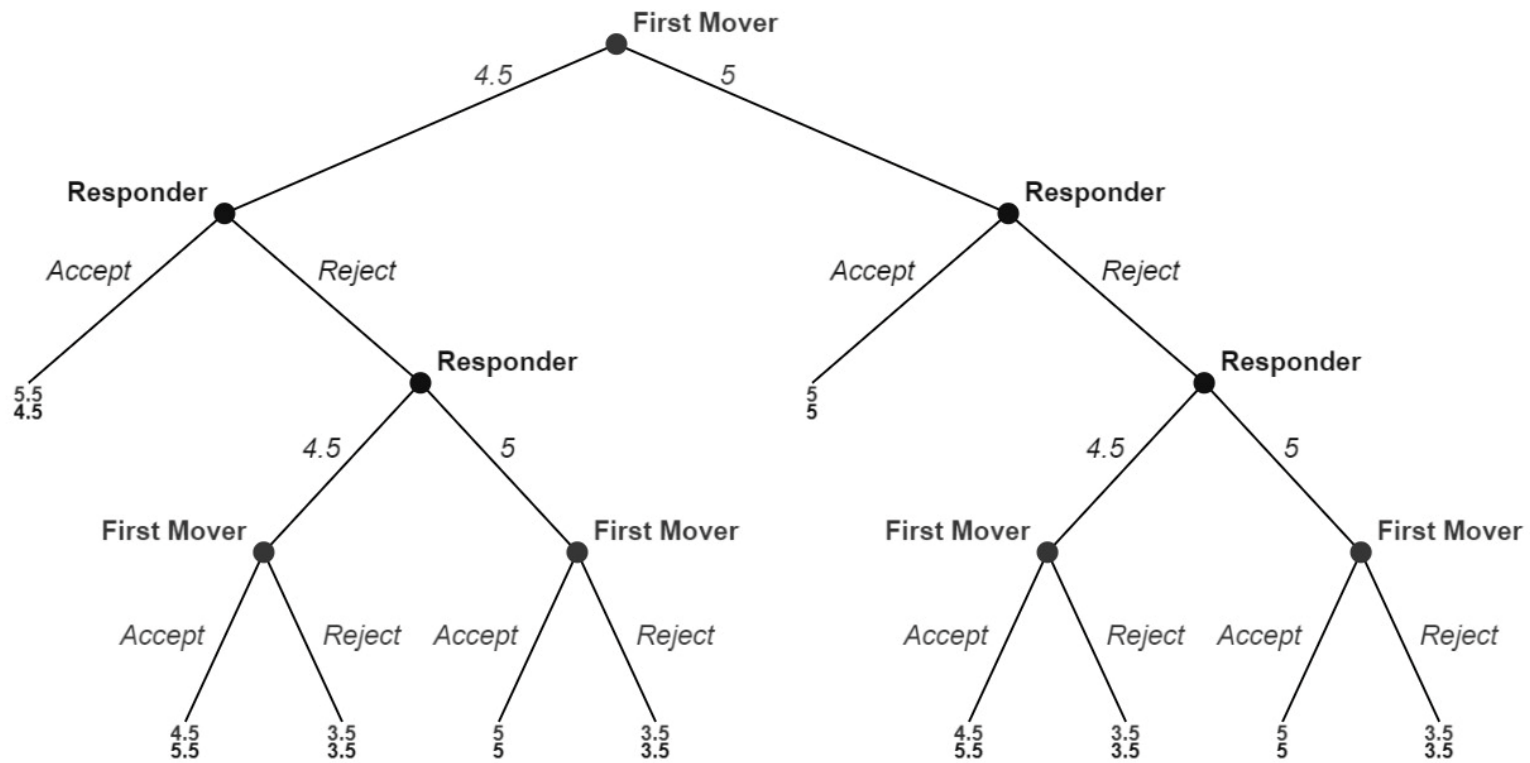 First Mover
4.5 5
Responder Responder
Accept Reject Accept Reject
Responder Responder
5.5 5
4.5 5
4.5 5 4.5 5
First Mover First Mover First Mover First Mover
Accept Reject Accept Reject Accept Reject Accept Reject
4.5 3.5 5 3.5 4.5 3.5 5 3.5
5.5 3.5 5 3.5 5.5 3.5 5 3.5